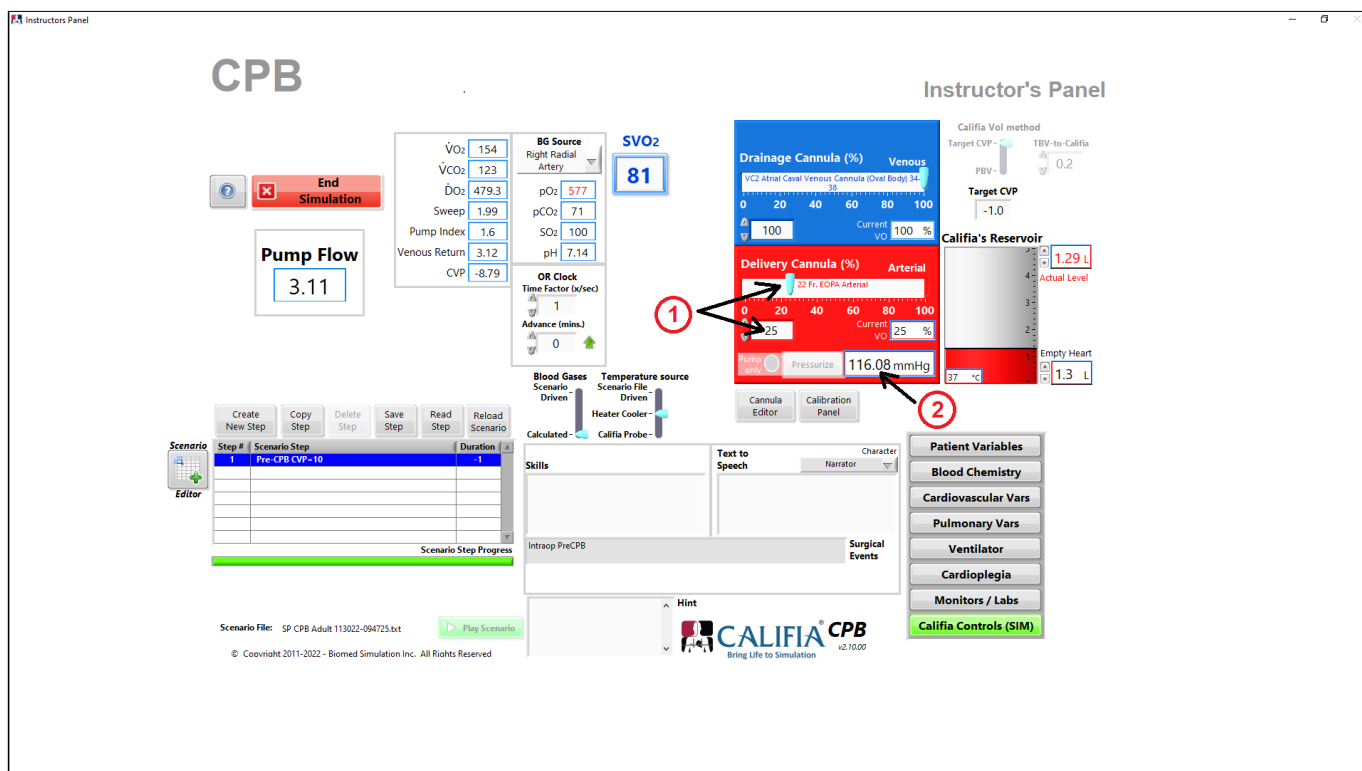 Instructors Panel
CPB
Instructor's Panel
End
Simulation
Pump Flow
3.11
V̇O₂ 154
V̇CO₂ 123
ḊO₂ 479.3
Sweep 1.99
Pump Index 1.6
Venous Return 3.12
CVP -8.79
BG Source
Right Radial
Artery
pO₂ 577
pCO₂ 71
SO₂ 100
pH 7.14
SVO₂
81
OR Clock
Time Factor (x/sec)
1
Advance (mins.)
0
Drainage Cannula (%) Venous
VC2 Atrial Caval Venous Cannula (Oval Body) 34-
38
0 20 40 60 80 100
100
Current
VO 100 %
Delivery Cannula (%) Arterial
22 Fr. EOPA Arterial
0 20 40 60 80 100
25
Current
VO 25 %
Pump
only
Pressurize
116.08 mmHg
1
2
Califia Vol method
Target CVP
PBV
TBV-to-Califia
0.2
Target CVP
-1.0
Califia's Reservoir
5
4
3
2
1
1.29 L
Actual Level
Empty Heart
1.3 L
37 °C
Cannula
Editor
Calibration
Panel
Blood Gases
Scenario
Driven
Calculated
Temperature source
Scenario File
Driven
Heater Cooler
Califia Probe
Create
New Step
Copy
Step
Delete
Step
Save
Step
Read
Step
Reload
Scenario
Scenario
Editor
Step # Scenario Step Duration
1 Pre-CPB CVP-10 -1
Scenario Step Progress
Skills
Text to
Speech
Character
Narrator
Intraop PreCPB
Surgical
Events
Hint
Patient Variables
Blood Chemistry
Cardiovascular Vars
Pulmonary Vars
Ventilator
Cardioplegia
Monitors / Labs
Califia Controls (SIM)
Scenario File: SP CPB Adult 113022-094725.txt
Play Scenario
© Copyright 2011-2022 - Biomed Simulation Inc. All Rights Reserved
CALIFIA® CPB
Bring Life to Simulation
v2.10.00